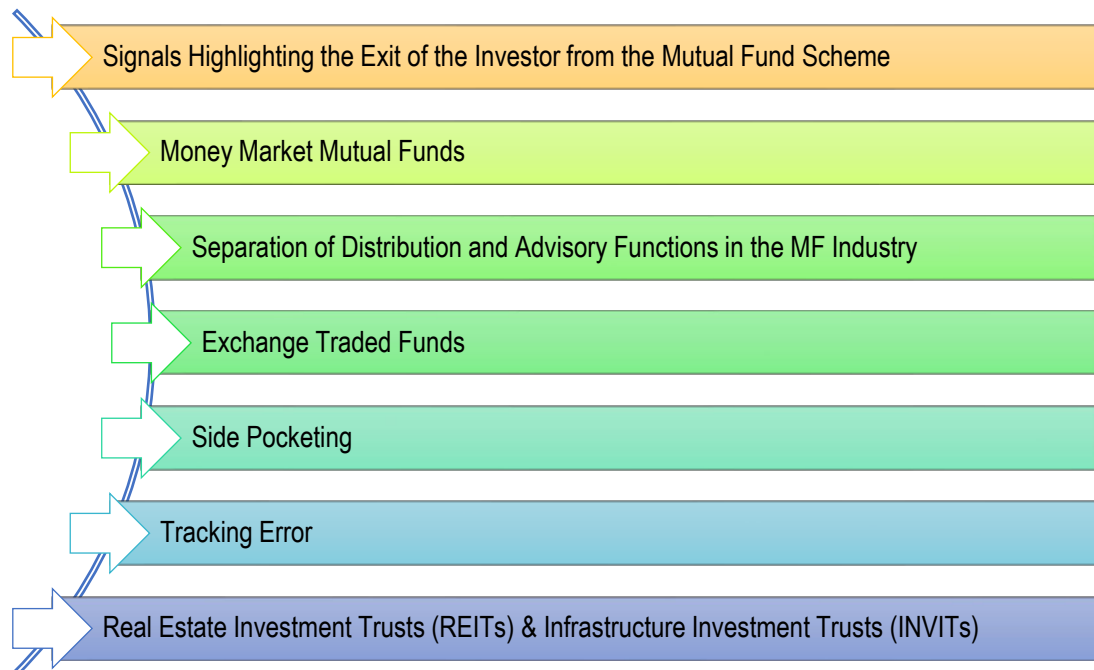 Signals Highlighting the Exit of the Investor from the Mutual Fund Scheme
Money Market Mutual Funds
Separation of Distribution and Advisory Functions in the MF Industry
Exchange Traded Funds
Side Pocketing
Tracking Error
Real Estate Investment Trusts (REITs) & Infrastructure Investment Trusts (INVITs)